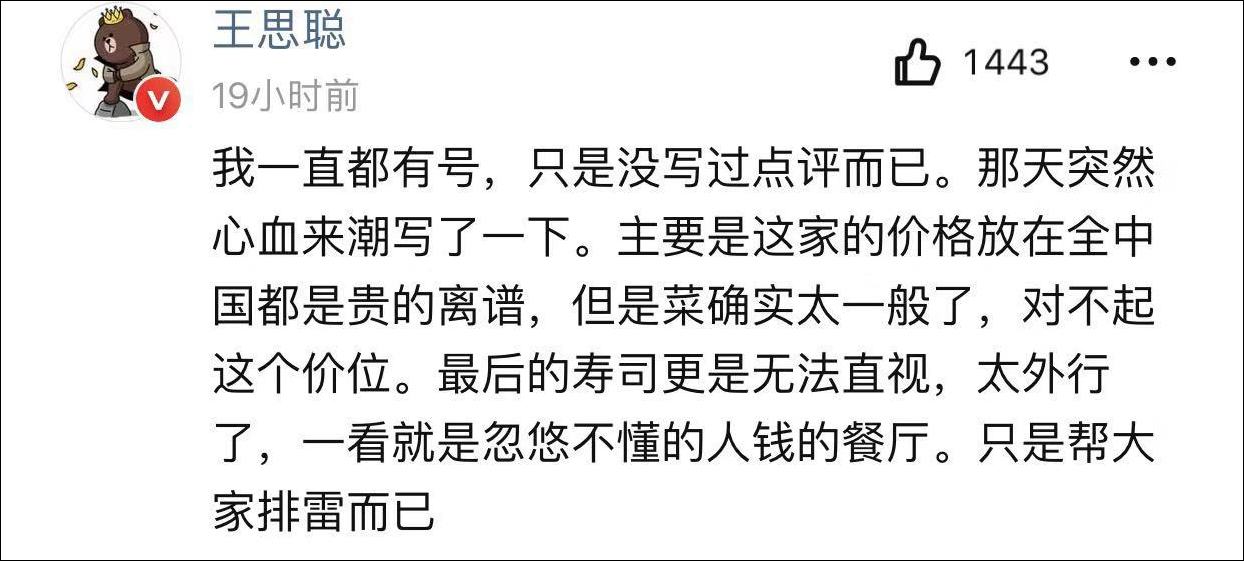 王思聪
19小时前
1443
我一直都有号，只是没写过点评而已。那天突然
心血来潮写了一下。主要是这家的价格放在全中
国都是贵的离谱，但是菜确实太一般了，对不起
这个价位。最后的寿司更是无法直视，太外行
了，一看就是忽悠不懂的人钱的餐厅。只是帮大
家排雷而已